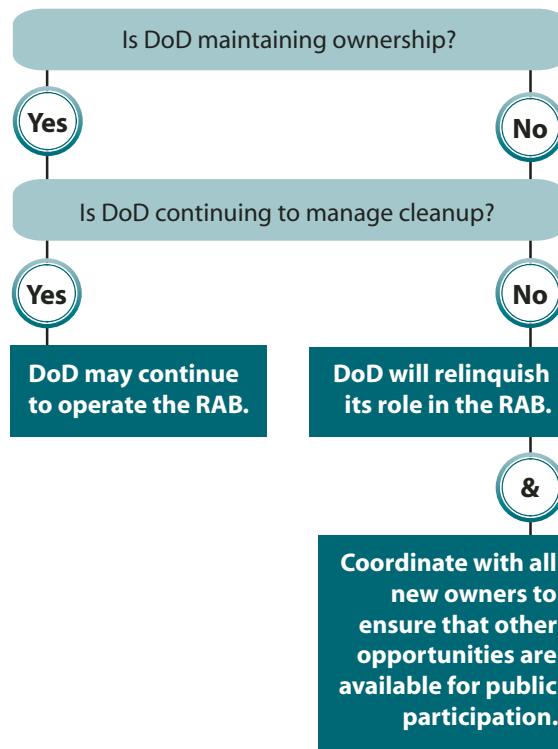 Is DoD maintaining ownership?
Yes
No
Is DoD continuing to manage cleanup?
Yes
No
DoD may continue
to operate the RAB.
DoD will relinquish
its role in the RAB.
&
Coordinate with all
new owners to
ensure that other
opportunities are
available for public
participation.